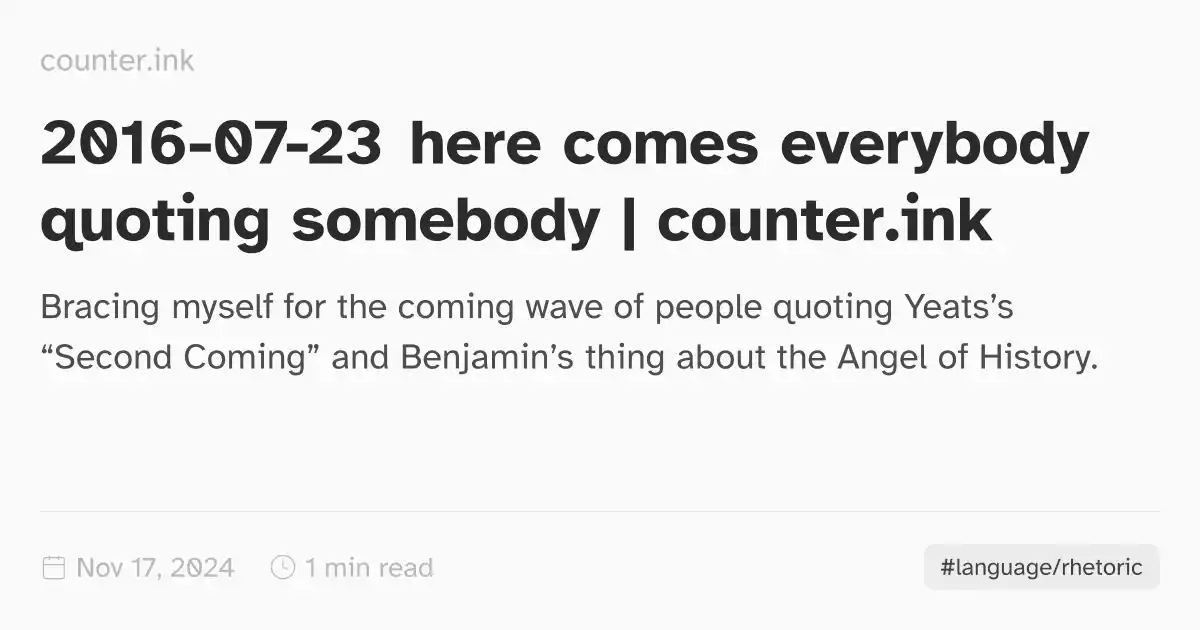 counter.ink
2016-07-23 here comes everybody
quoting somebody | counter.ink
Bracing myself for the coming wave of people quoting Yeats’s
“Second Coming” and Benjamin’s thing about the Angel of History.
Nov 17, 2024 1 min read #language/rhetoric